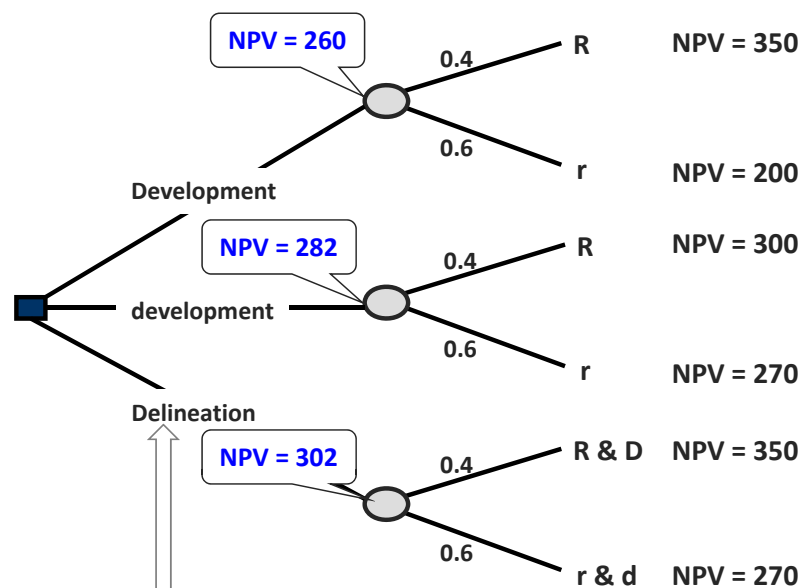 NPV = 260
0.4
R
NPV = 350
0.6
r
NPV = 200
Development
NPV = 282
0.4
R
NPV = 300
development
0.6
r
NPV = 270
Delineation
NPV = 302
0.4
R & D
NPV = 350
0.6
r & d
NPV = 270